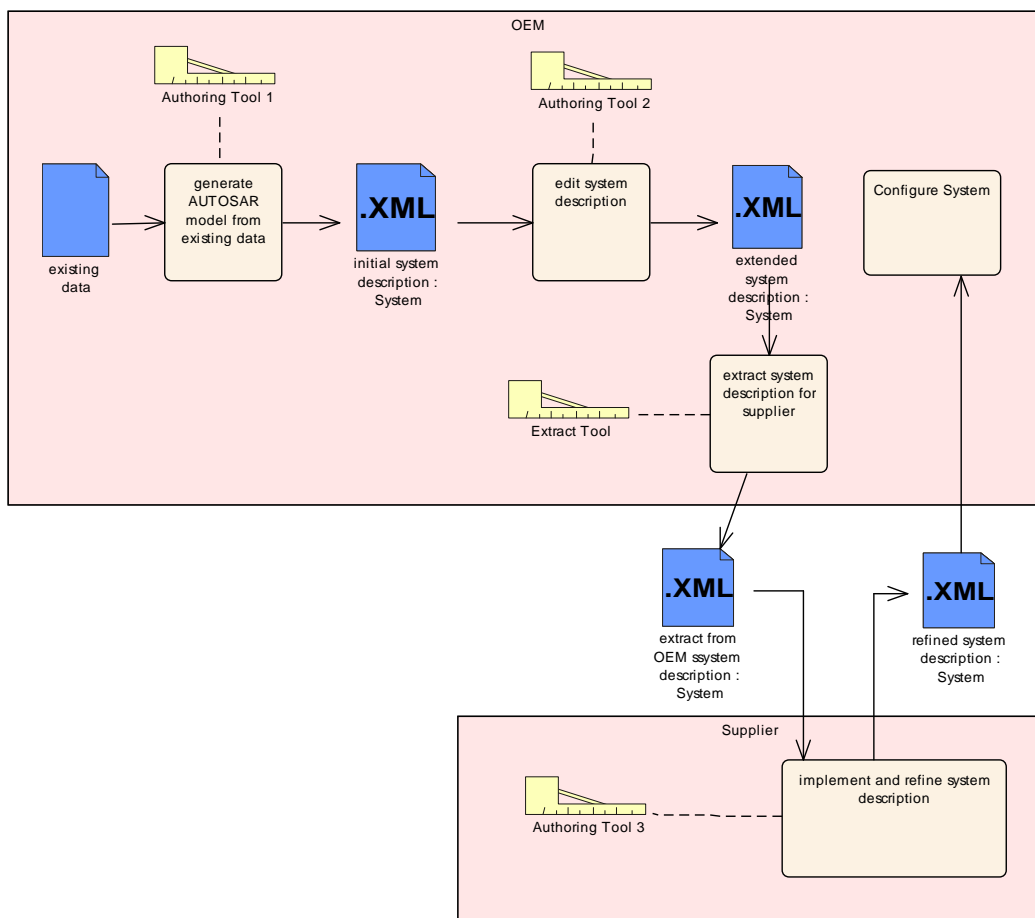 OEM
Authoring Tool 1
Authoring Tool 2
generate
AUTOSAR
model from
existing data
edit system
description
Configure System
.XML
.XML
existing
data
initial system
description :
System
extended
system
description :
System
extract system
description for
supplier
Extract Tool
.XML
.XML
extract from
OEM ssystem
description :
System
refined system
description :
System
Supplier
implement and refine system
description
Authoring Tool 3